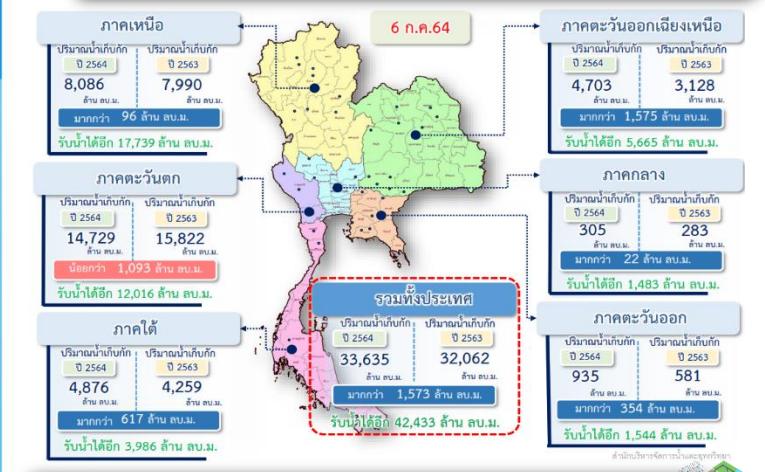 6 ก.ค.64
ภาคเหนือ
ปริมาณน้ำเก็บกัก ปริมาณน้ำเก็บกัก
ปี 2564 ปี 2563
8,086 7,990
ล้าน ลบ.ม. ล้าน ลบ.ม.
มากกว่า 96 ล้าน ลบ.ม.
รับน้ำได้อีก 17,739 ล้าน ลบ.ม.
ภาคตะวันออกเฉียงเหนือ
ปริมาณน้ำเก็บกัก ปริมาณน้ำเก็บกัก
ปี 2564 ปี 2563
4,703 3,128
ล้าน ลบ.ม. ล้าน ลบ.ม.
มากกว่า 1,575 ล้าน ลบ.ม.
รับน้ำได้อีก 5,665 ล้าน ลบ.ม.
ภาคตะวันตก
ปริมาณน้ำเก็บกัก ปริมาณน้ำเก็บกัก
ปี 2564 ปี 2563
14,729 15,822
ล้าน ลบ.ม. ล้าน ลบ.ม.
น้อยกว่า 1,093 ล้าน ลบ.ม.
รับน้ำได้อีก 12,016 ล้าน ลบ.ม.
ภาคกลาง
ปริมาณน้ำเก็บกัก ปริมาณน้ำเก็บกัก
ปี 2564 ปี 2563
305 283
ล้าน ลบ.ม. ล้าน ลบ.ม.
มากกว่า 22 ล้าน ลบ.ม.
รับน้ำได้อีก 1,483 ล้าน ลบ.ม.
ภาคใต้
ปริมาณน้ำเก็บกัก ปริมาณน้ำเก็บกัก
ปี 2564 ปี 2563
4,876 4,259
ล้าน ลบ.ม. ล้าน ลบ.ม.
มากกว่า 617 ล้าน ลบ.ม.
รับน้ำได้อีก 3,986 ล้าน ลบ.ม.
รวมทั้งประเทศ
ปริมาณน้ำเก็บกัก ปริมาณน้ำเก็บกัก
ปี 2564 ปี 2563
33,635 32,062
ล้าน ลบ.ม. ล้าน ลบ.ม.
มากกว่า 1,573 ล้าน ลบ.ม.
รับน้ำได้อีก 42,433 ล้าน ลบ.ม.
ภาคตะวันออก
ปริมาณน้ำเก็บกัก ปริมาณน้ำเก็บกัก
ปี 2564 ปี 2563
935 581
ล้าน ลบ.ม. ล้าน ลบ.ม.
มากกว่า 354 ล้าน ลบ.ม.
รับน้ำได้อีก 1,544 ล้าน ลบ.ม.
สำนักบริหารจัดการน้ำและอุทกวิทยา